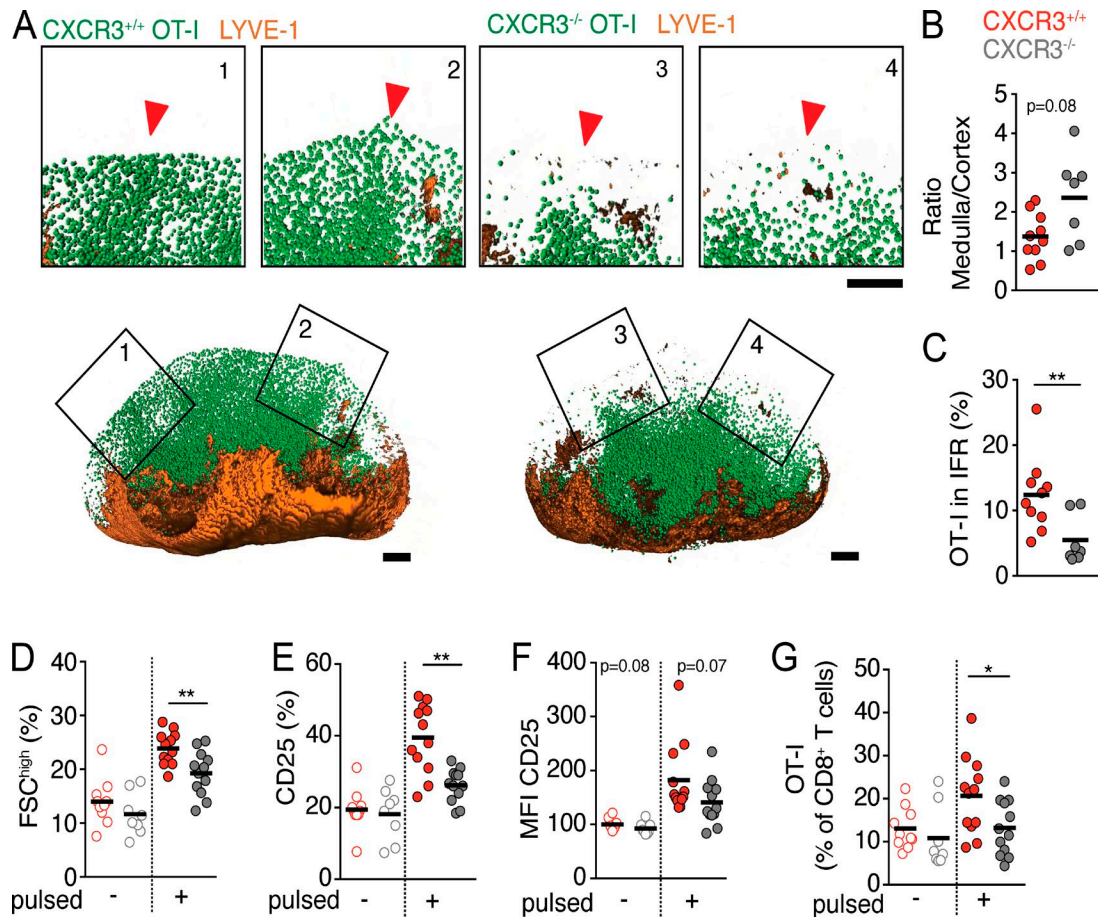 A
CXCR3+/+ OT-I LYVE-1
CXCR3-/- OT-I LYVE-1
1
2
3
4
1
2
3
4
B
CXCR3+/+
CXCR3-/-
p=0.08
Ratio
Medulla/Cortex
5
4
3
2
1
0
C
**
OT-I in IFR (%)
30
20
10
0
D
**
FSChigh (%)
40
30
20
10
0
pulsed - +
E
**
CD25 (%)
60
40
20
0
pulsed - +
F
p=0.08 p=0.07
MFI CD25
400
300
200
100
0
pulsed - +
G
*
OT-I
(% of CD8+ T cells)
50
40
30
20
10
0
pulsed - +